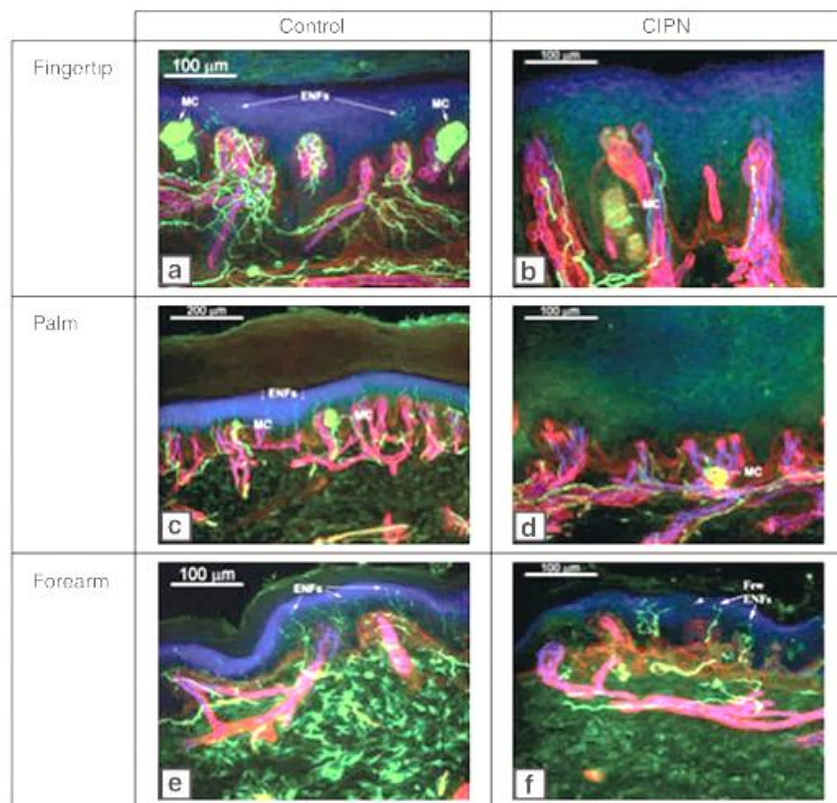 Control CIPN
Fingertip
100 µm
MC ENFs MC
a
100 µm
MC
b
Palm
200 µm
ENFs
MC MC
c
100 µm
MC
d
Forearm
100 µm
ENFs
e
100 µm
Few
ENFs
f